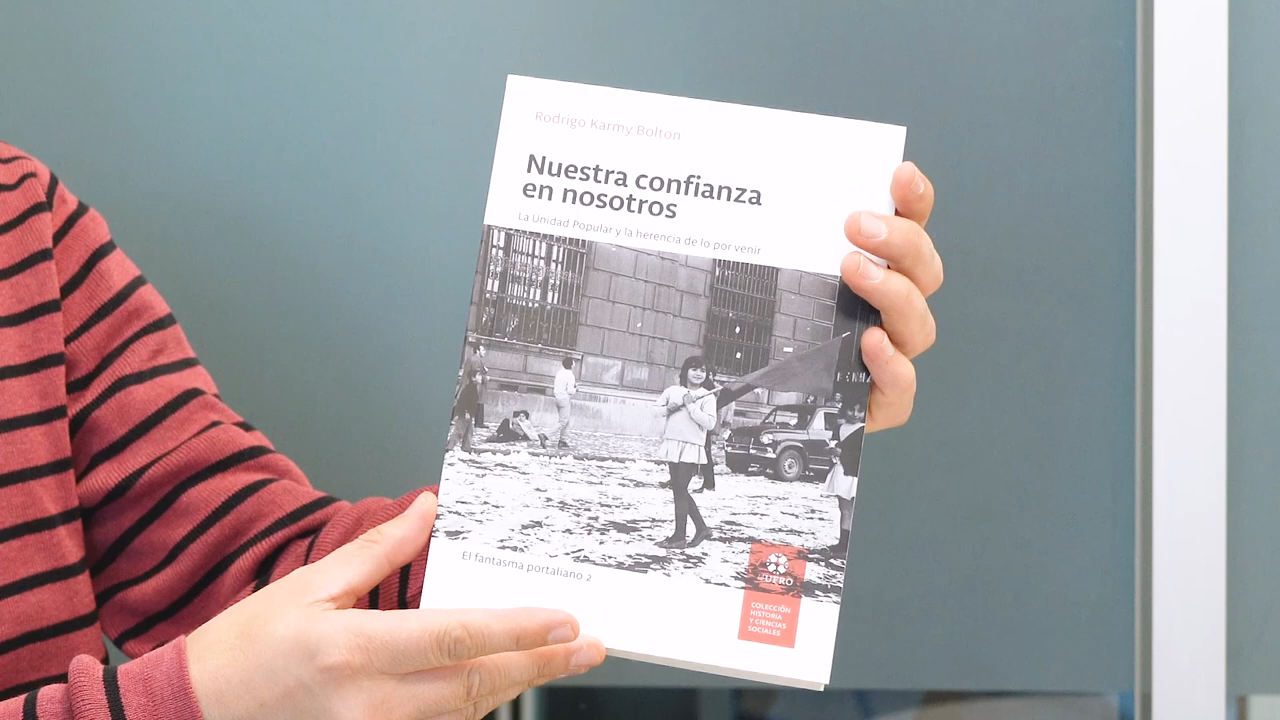 Rodrigo Karmy Bolton
Nuestra confianza
en nosotros
La Unidad Popular y la herencia de lo por venir
El fantasma portaliano 2
UFRO
COLECCIÓN
HISTORIA
Y CIENCIAS
SOCIALES